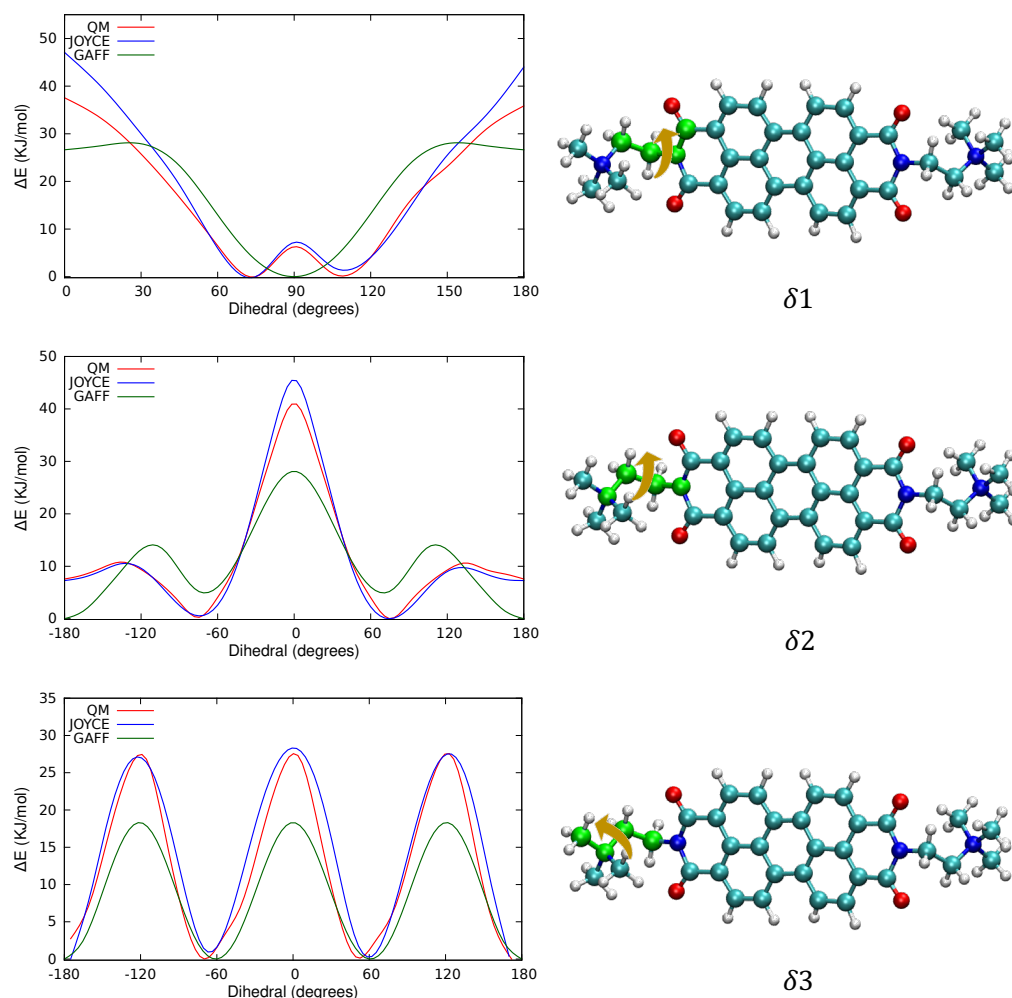 QM
JOYCE
GAFF
ΔE (KJ/mol)
50
40
30
20
10
0
0 30 60 90 120 150 180
Dihedral (degrees)
δ1
QM
JOYCE
GAFF
ΔE (KJ/mol)
50
40
30
20
10
0
-180 -120 -60 0 60 120 180
Dihedral (degrees)
δ2
QM
JOYCE
GAFF
ΔE (KJ/mol)
35
30
25
20
15
10
5
0
-180 -120 -60 0 60 120 180
Dihedral (degrees)
δ3